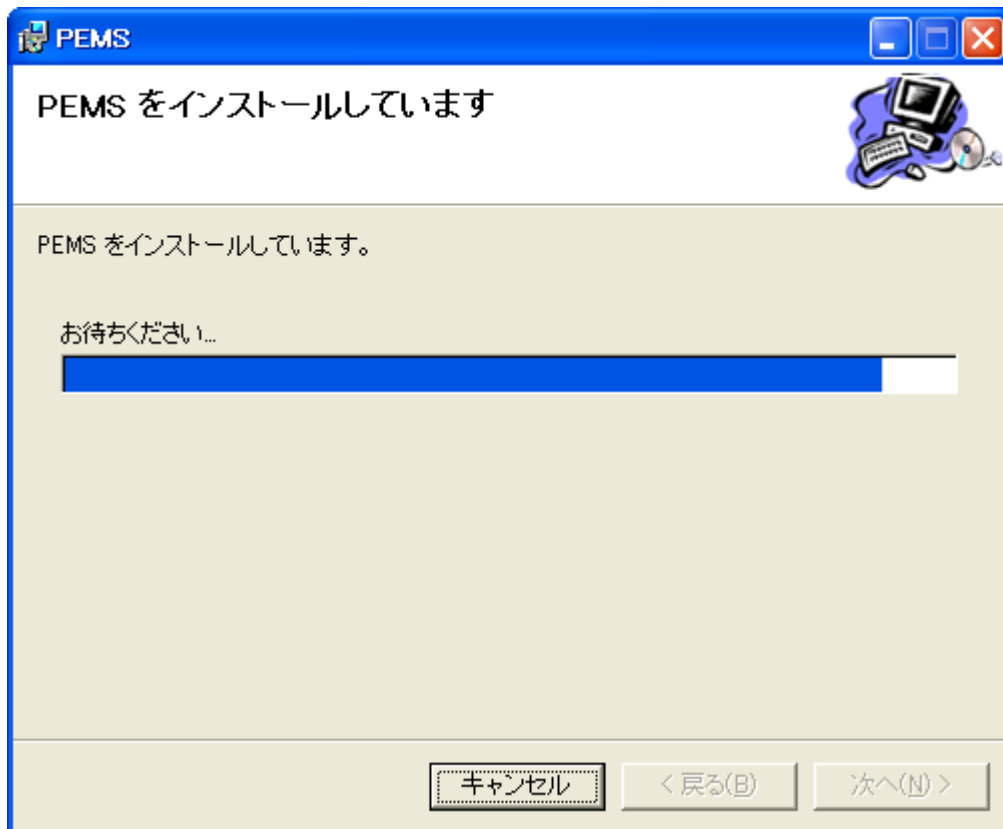 PEMS
PEMS をインストールしています
PEMS をインストールしています。
お待ちください...
キャンセル
< 戻る(B)
次へ(N) >